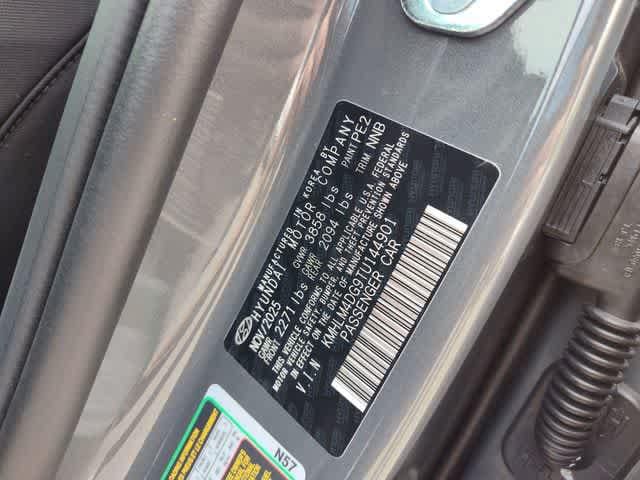 MANUFACTURED IN KOREA BY
HYUNDAI MOTOR COMPANY
NOV/2025 GVWR 3858 lbs PAINT PE2
GAWR FRONT 2271 lbs GAWR REAR 2094 lbs TRIM NNB
THIS VEHICLE CONFORMS TO ALL APPLICABLE U.S.A. FEDERAL
MOTOR VEHICLE SAFETY, BUMPER, AND THEFT PREVENTION STANDARDS
IN EFFECT ON THE DATE OF MANUFACTURE SHOWN ABOVE
V.I.N KMHLM4DG9TU144901
PASSENGER CAR
N57